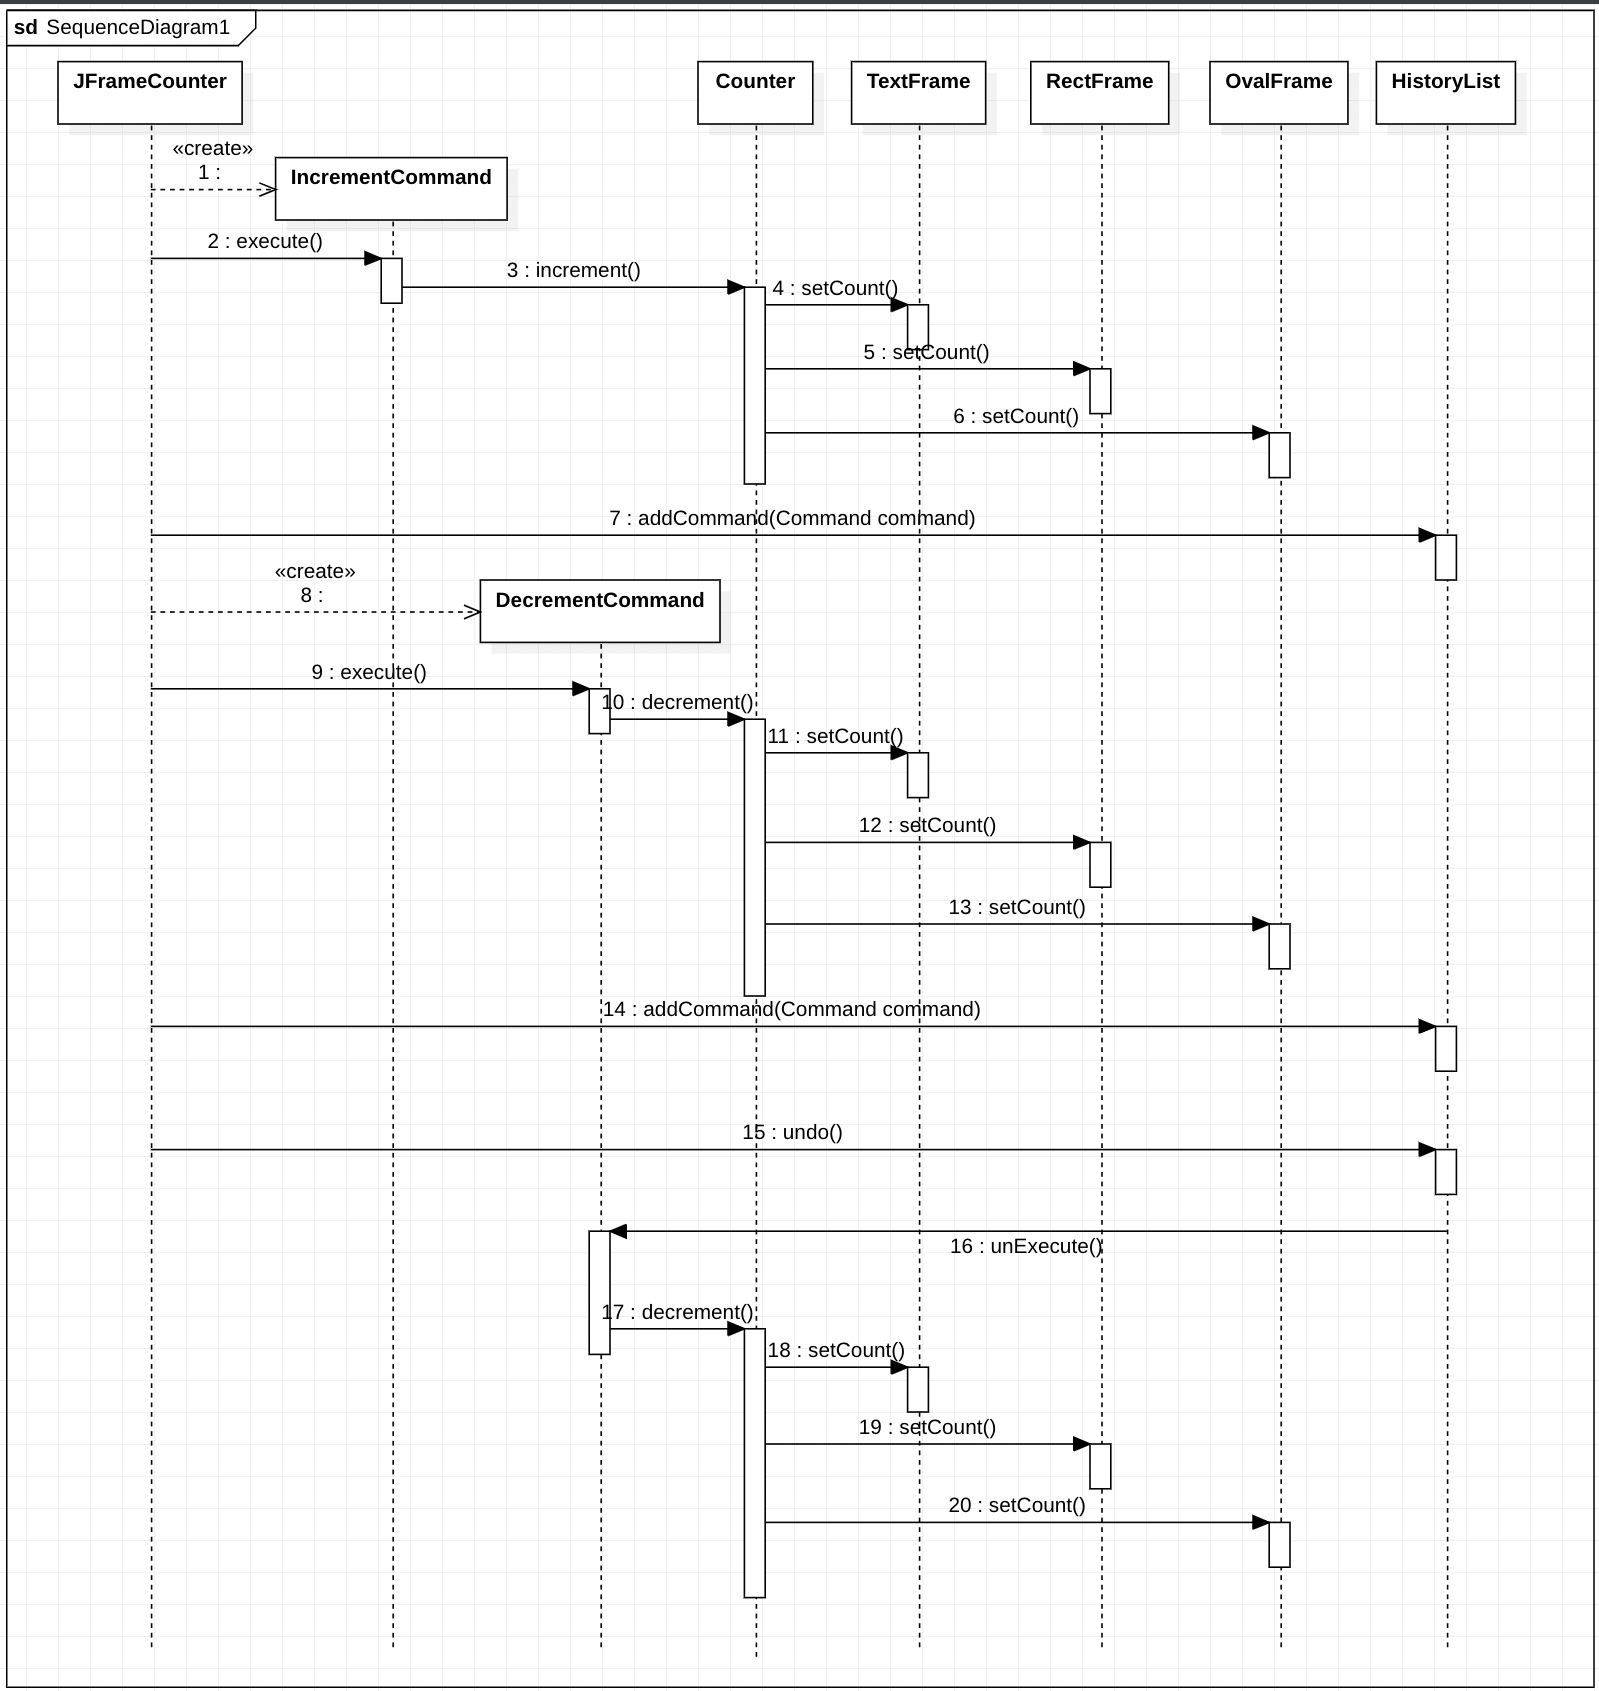 sd SequenceDiagram1
JFrameCounter
Counter
TextFrame
RectFrame
OvalFrame
HistoryList
«create»
1 :
IncrementCommand
2 : execute()
3 : increment()
4 : setCount()
5 : setCount()
6 : setCount()
7 : addCommand(Command command)
«create»
8 :
DecrementCommand
9 : execute()
10 : decrement()
11 : setCount()
12 : setCount()
13 : setCount()
14 : addCommand(Command command)
15 : undo()
16 : unExecute()
17 : decrement()
18 : setCount()
19 : setCount()
20 : setCount()